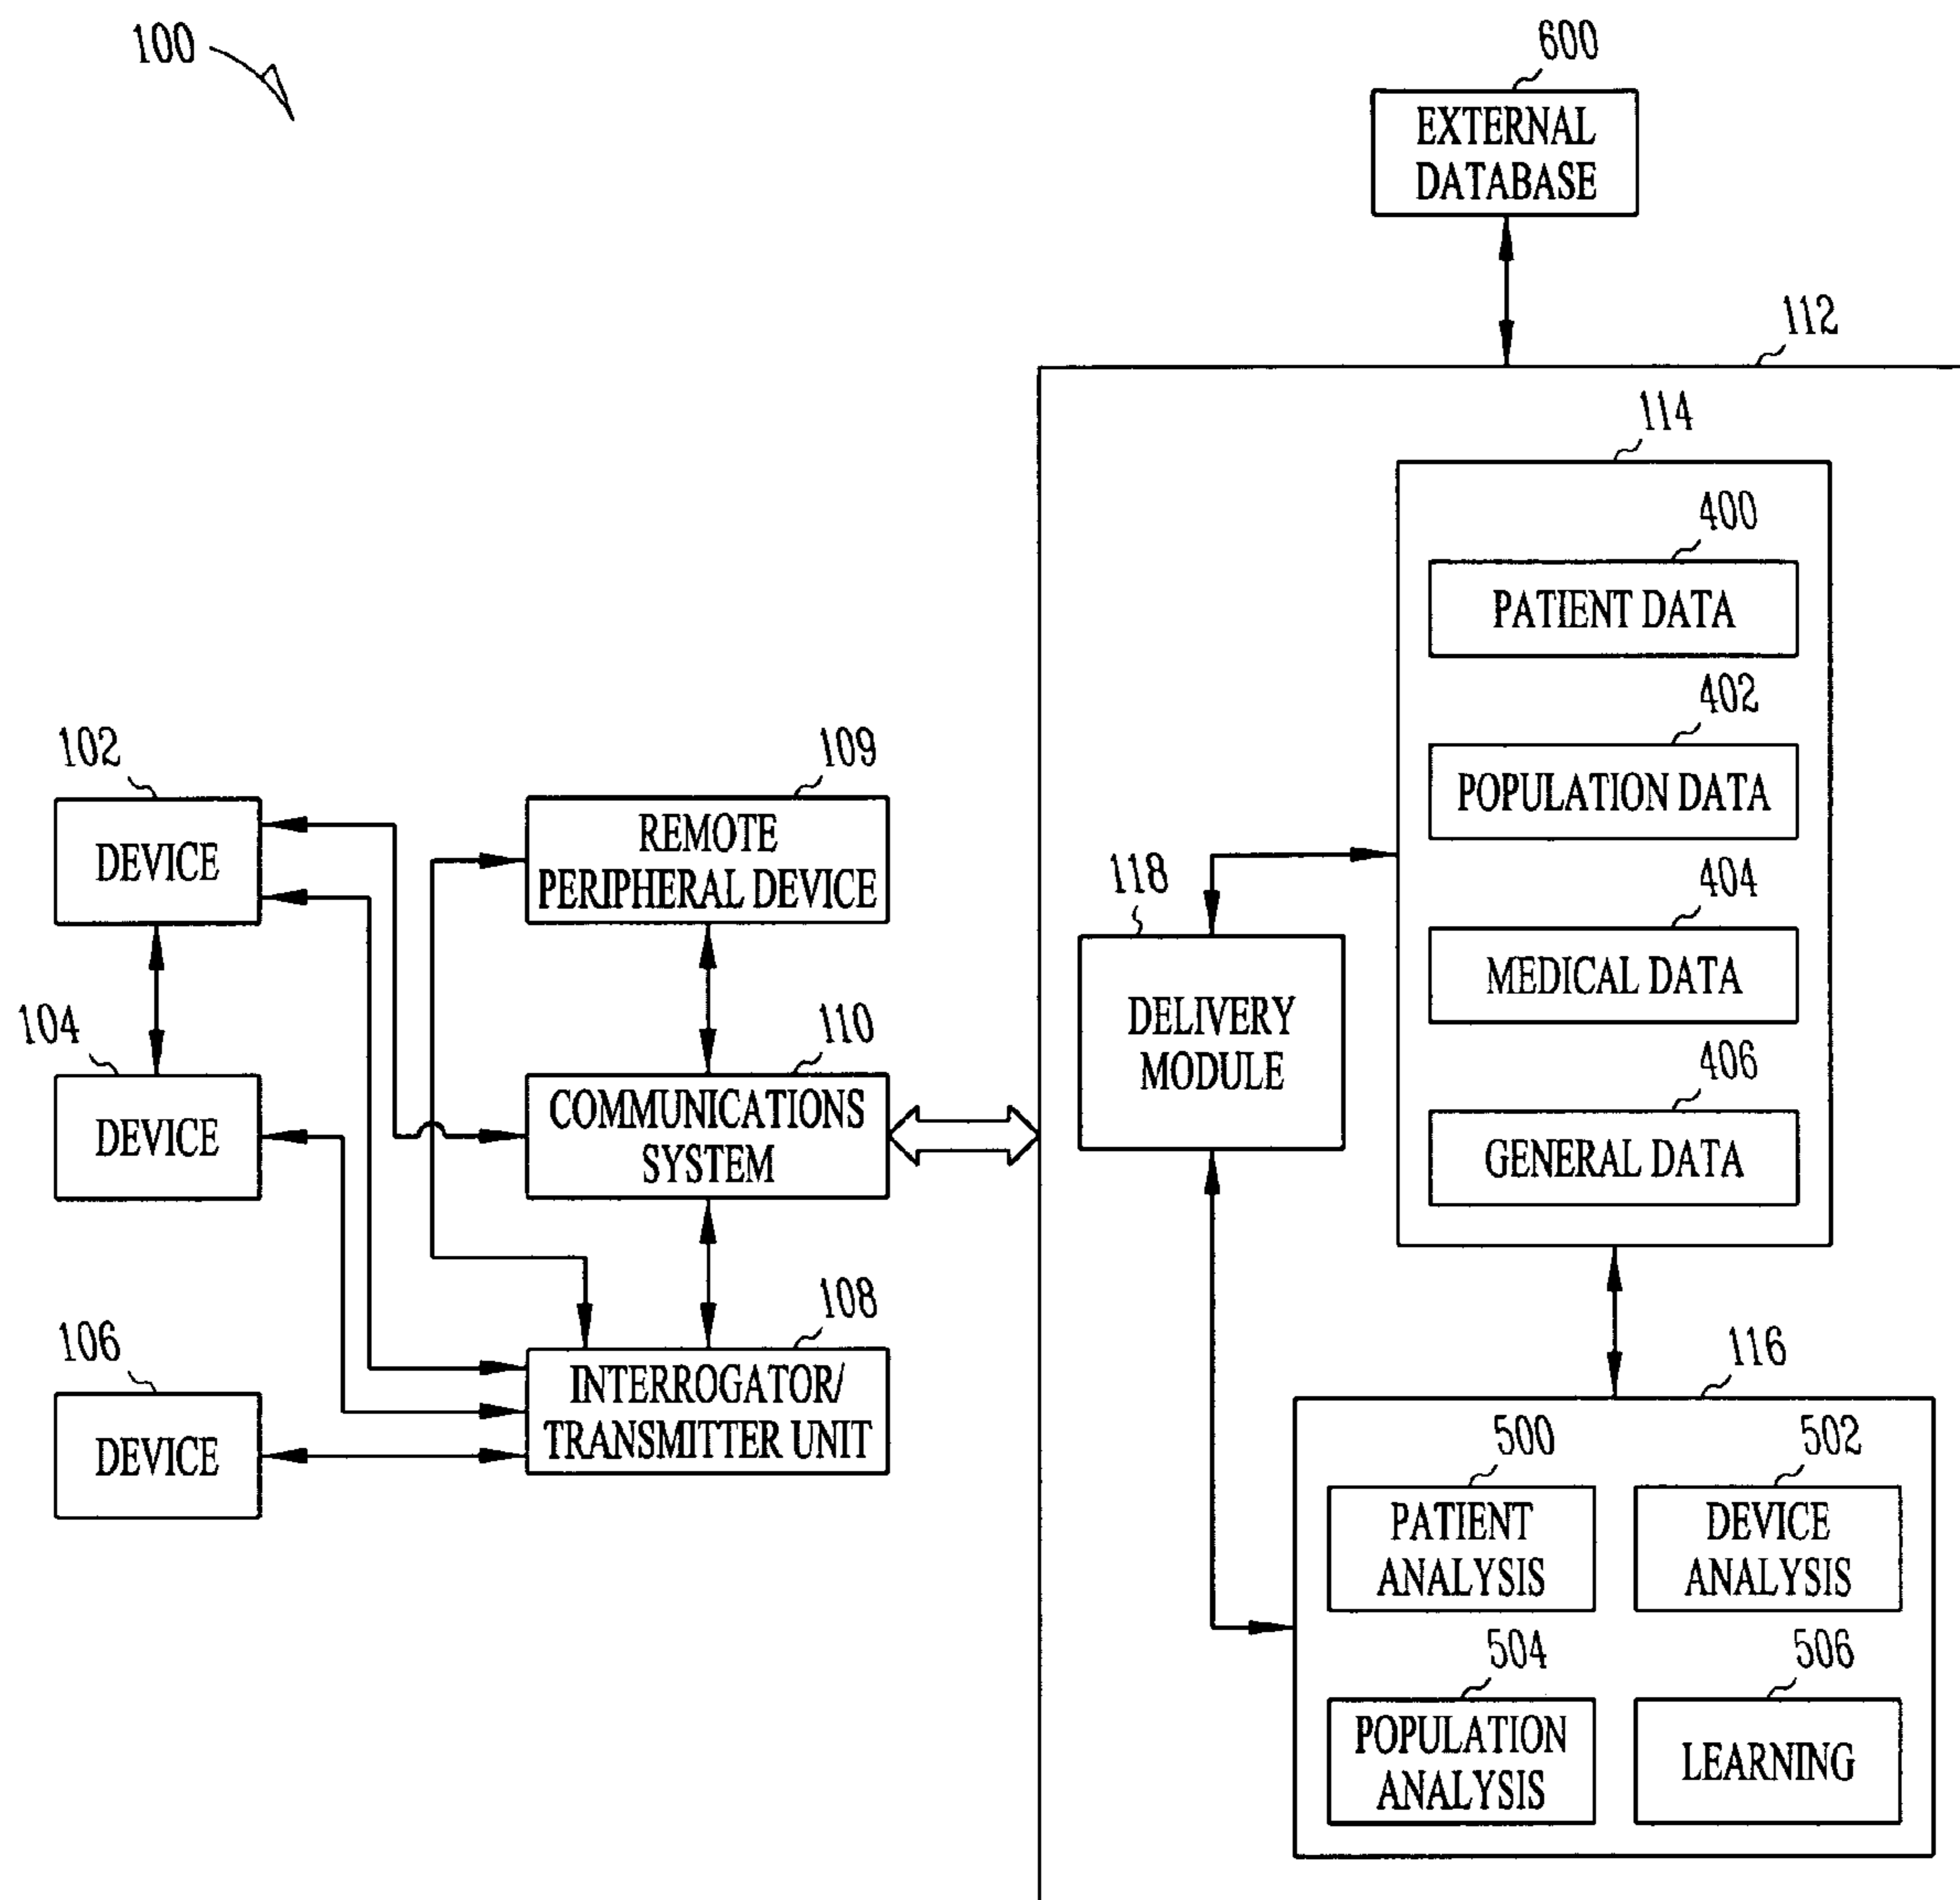 100
600
EXTERNAL
DATABASE
112
114
400
PATIENT DATA
402
POPULATION DATA
404
MEDICAL DATA
406
GENERAL DATA
102
DEVICE
109
REMOTE
PERIPHERAL DEVICE
118
DELIVERY
MODULE
104
DEVICE
110
COMMUNICATIONS
SYSTEM
106
DEVICE
108
INTERROGATOR/
TRANSMITTER UNIT
116
500
PATIENT
ANALYSIS
502
DEVICE
ANALYSIS
504
POPULATION
ANALYSIS
506
LEARNING